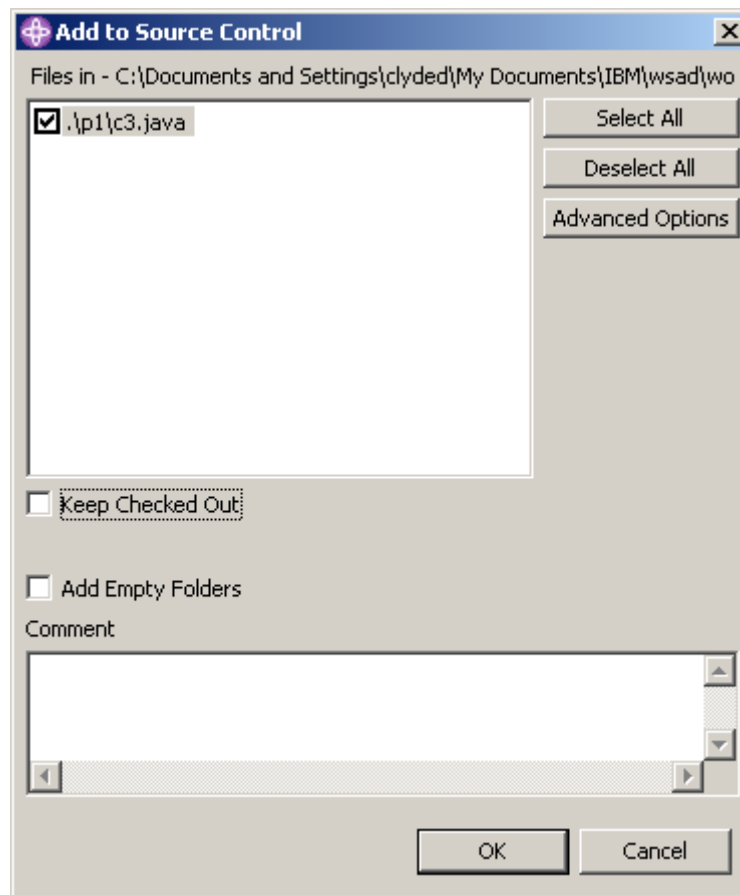 Add to Source Control
Files in - C:\Documents and Settings\clyded\My Documents\IBM\wsad\wo
.\p1\c3.java
Select All
Deselect All
Advanced Options
Keep Checked Out
Add Empty Folders
Comment
OK
Cancel